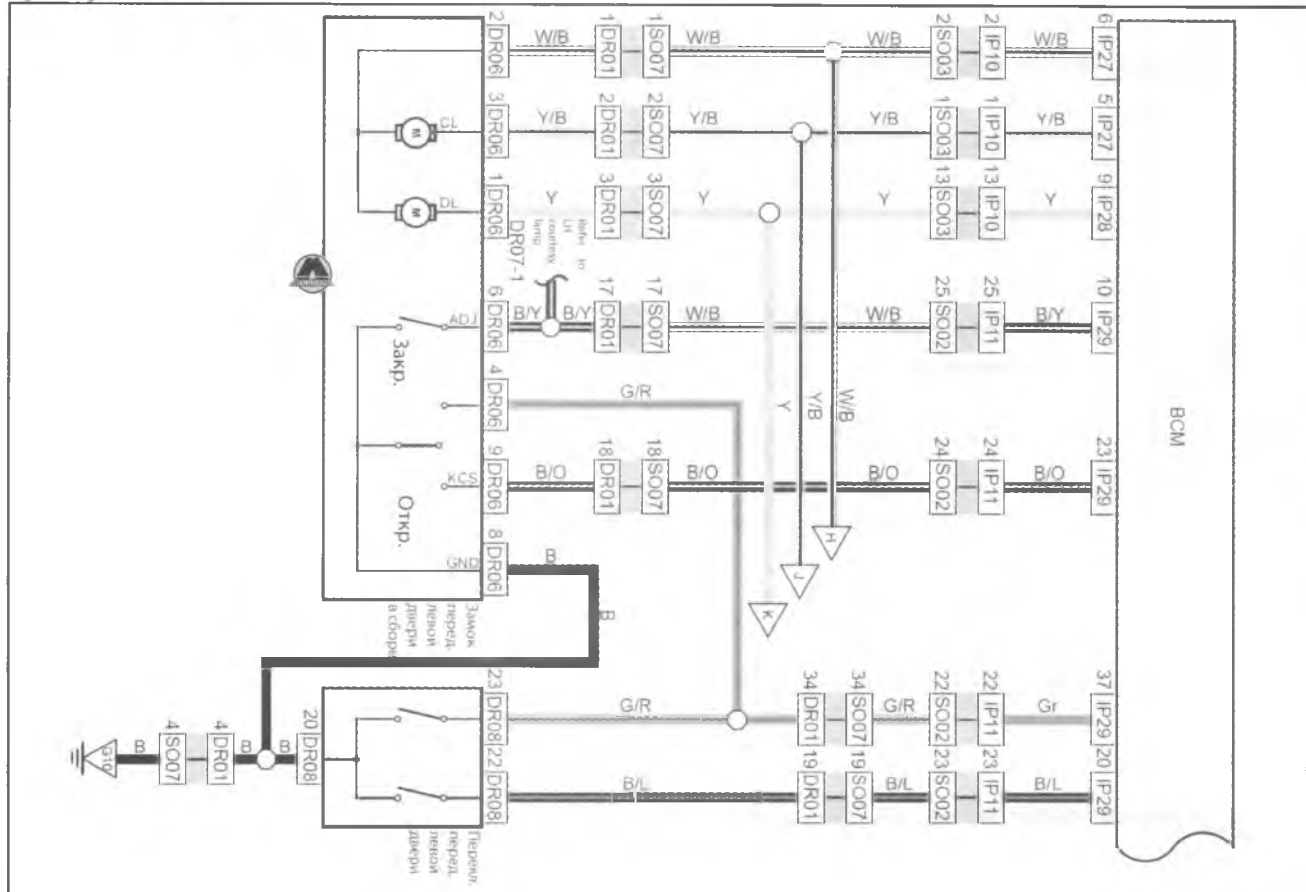 2 DR06 W/B 1 DR01 1 SO07 W/B W/B 2 SO03 2 IP10 W/B 6 IP27
CL 3 DR06 Y/B 2 DR01 2 SO07 Y/B Y/B 1 SO03 1 IP10 Y/B 5 IP27
M
DL 1 DR06 Y 3 DR01 3 SO07 Y Y 13 SO03 13 IP10 Y 9 IP28
M
Refer to
LH
courtesy
lamp
DR07-1
ADJ 6 DR06 B/Y B/Y 17 DR01 17 SO07 W/B W/B 25 SO02 25 IP11 B/Y 10 IP29
Закр.
4 DR06 G/R
Y Y/B W/B
BCM
KCS 9 DR06 B/O 18 DR01 18 SO07 B/O B/O 24 SO02 24 IP11 B/O 23 IP29
Откр.
H
J
K
GND 8 DR06 B
B
Замок
перед.
левой
двери
в сборе
23 DR08 G/R 34 DR01 34 SO07 G/R 22 SO02 22 IP11 Gr 37 IP29
G10 B 4 SO07 4 DR01 B B 20 DR08
22 DR08 B/L 19 DR01 19 SO07 B/L 23 SO02 23 IP11 B/L 20 IP29
Перекл.
перед.
левой
двери